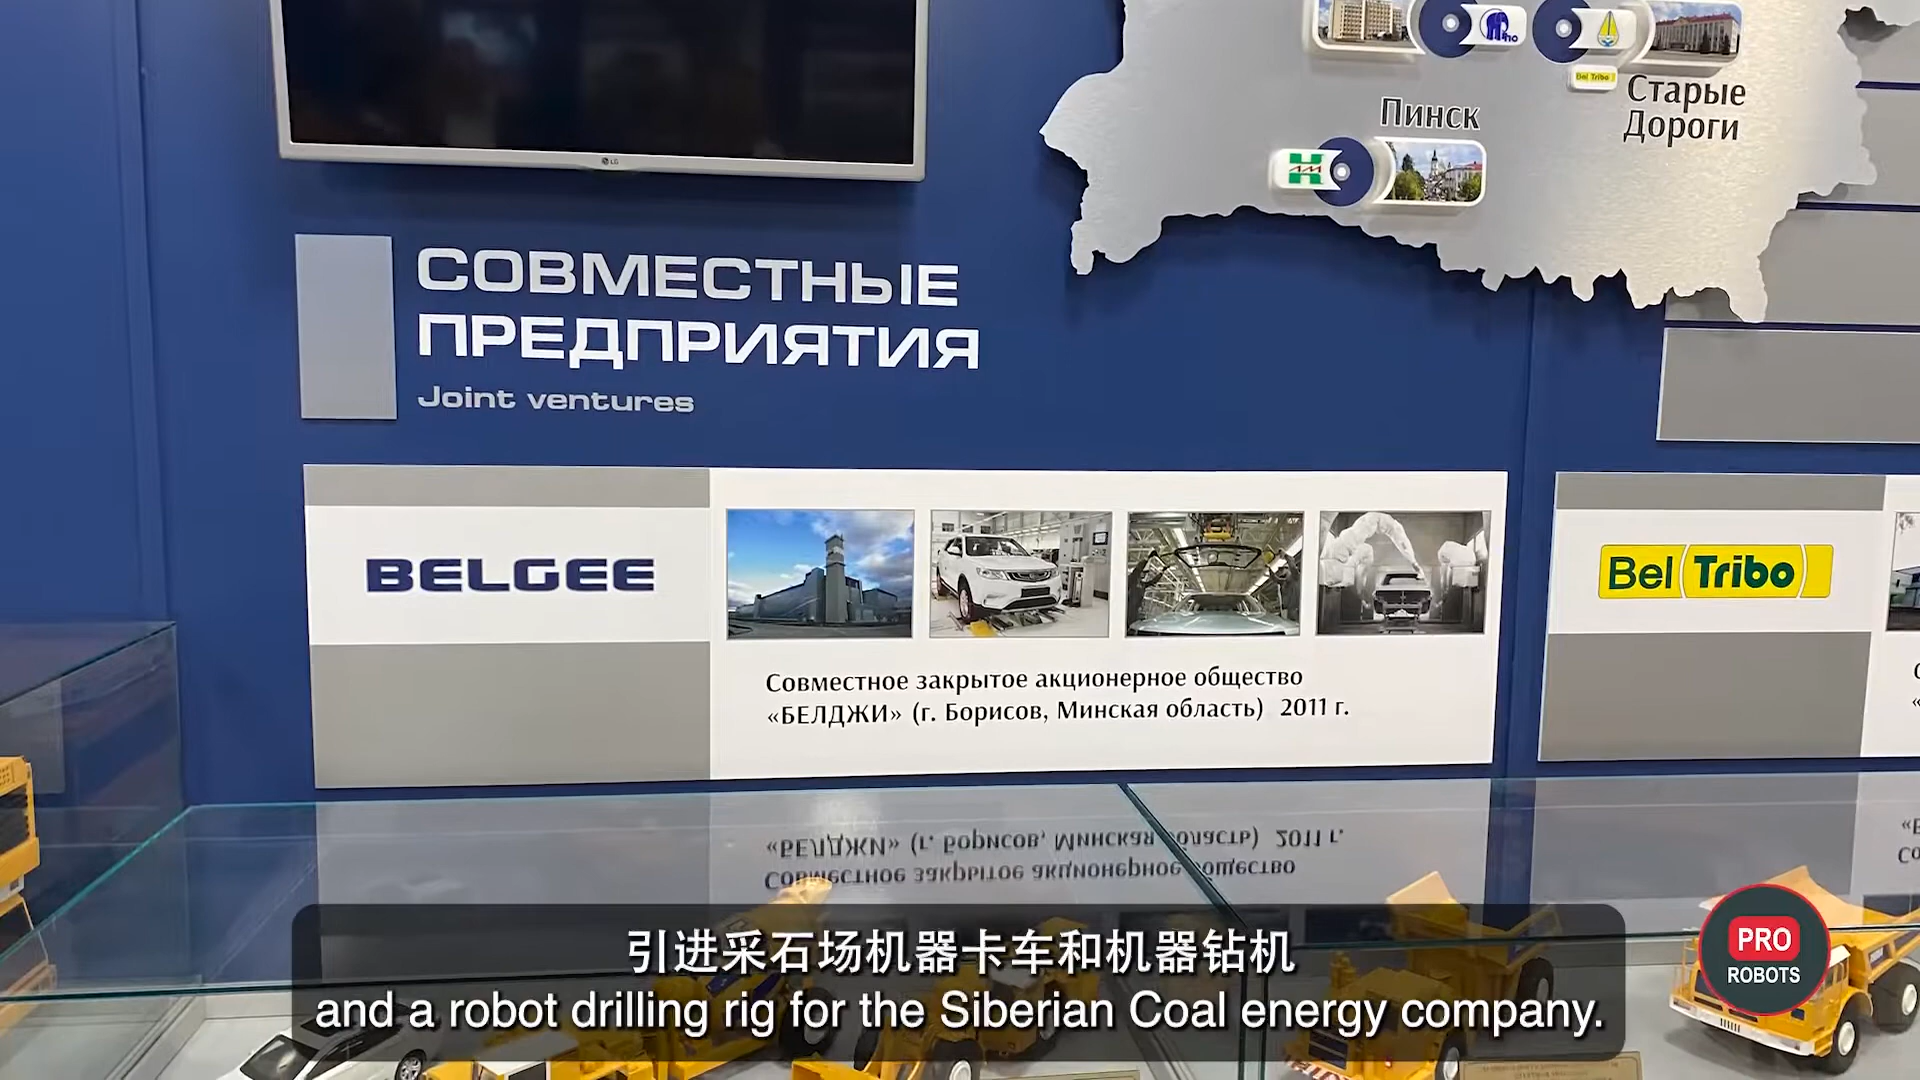 LG
Bel Tribo
Старые
Дороги
Пинск
СОВМЕСТНЫЕ
ПРЕДПРИЯТИЯ
Joint ventures
BELGEE
Совместное закрытое акционерное общество
«БЕЛДЖИ» (г. Борисов, Минская область) 2011 г.
Bel Tribo
引进采石场机器卡车和机器钻机
and a robot drilling rig for the Siberian Coal energy company.
PRO
ROBOTS